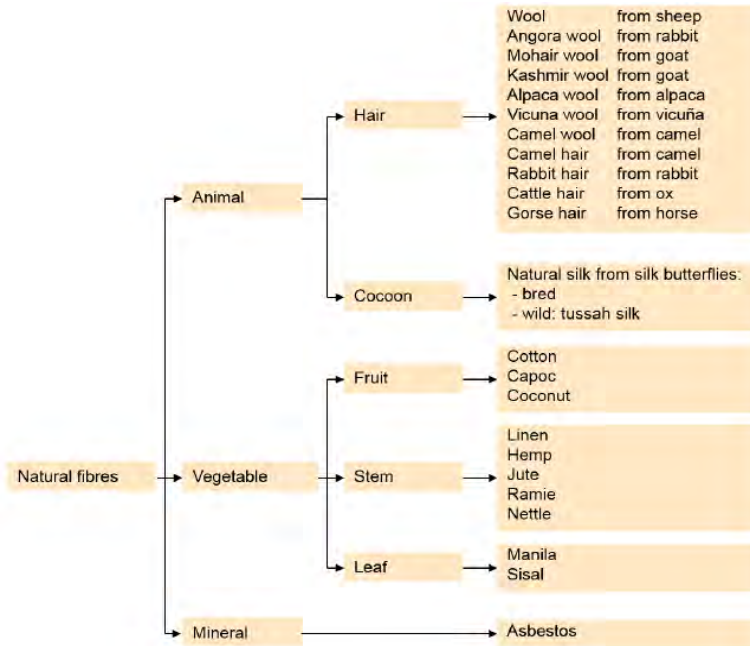 Wool from sheep
Angora wool from rabbit
Mohair wool from goat
Kashmir wool from goat
Alpaca wool from alpaca
Vicuna wool from vicuña
Camel wool from camel
Camel hair from camel
Rabbit hair from rabbit
Cattle hair from ox
Gorse hair from horse
Hair
Animal
Cocoon
Natural silk from silk butterflies:
- bred
- wild: tussah silk
Fruit
Cotton
Capoc
Coconut
Natural fibres
Vegetable
Stem
Linen
Hemp
Jute
Ramie
Nettle
Leaf
Manila
Sisal
Mineral
Asbestos